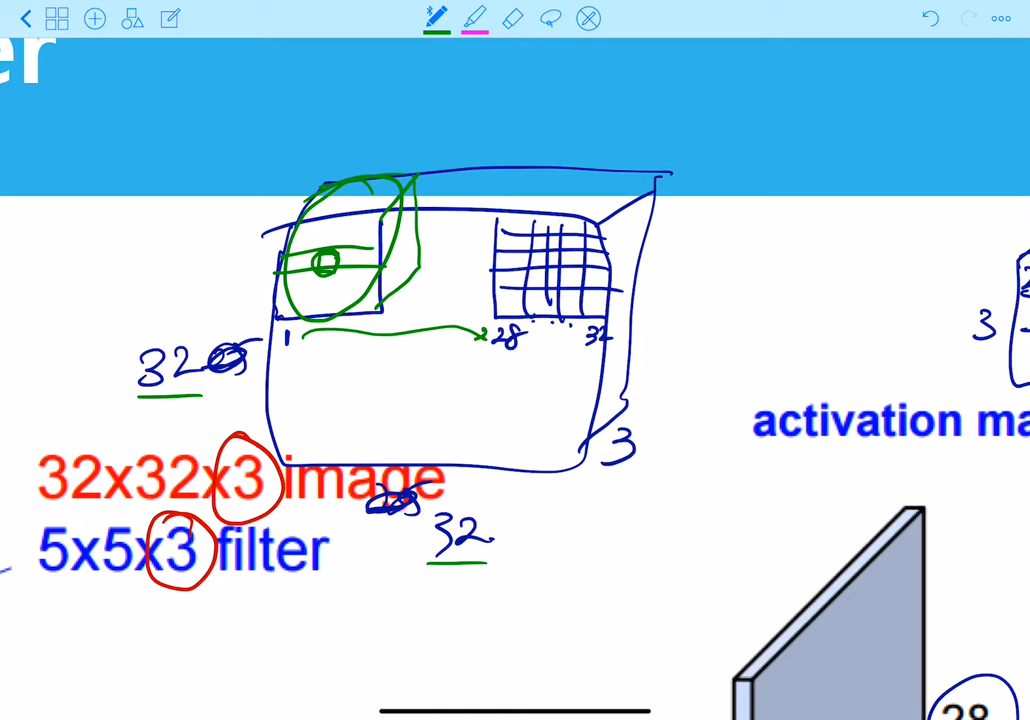 er
1 28 32
3
32
3
activation ma
32x32x3 image
5x5x3 filter
32
28